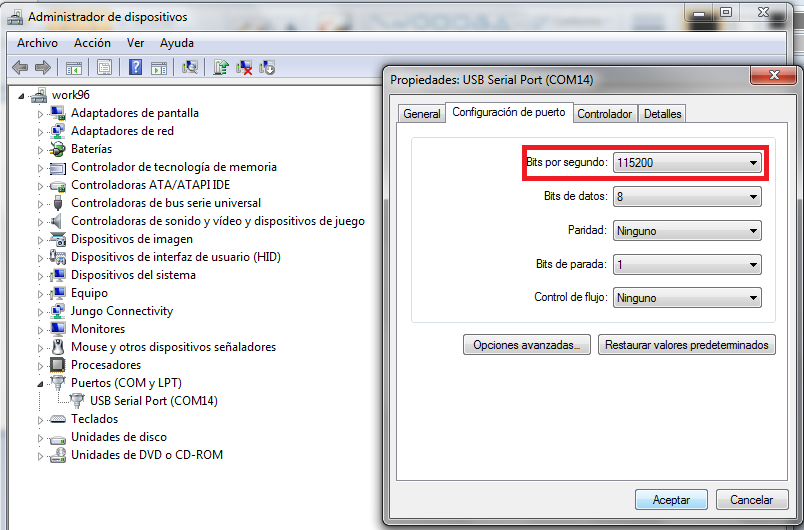 Administrador de dispositivos
Archivo Acción Ver Ayuda
work96
Adaptadores de pantalla
Adaptadores de red
Baterías
Controlador de tecnología de memoria
Controladoras ATA/ATAPI IDE
Controladoras de bus serie universal
Controladoras de sonido y vídeo y dispositivos de juego
Dispositivos de imagen
Dispositivos de interfaz de usuario (HID)
Dispositivos del sistema
Equipo
Jungo Connectivity
Monitores
Mouse y otros dispositivos señaladores
Procesadores
Puertos (COM y LPT)
USB Serial Port (COM14)
Teclados
Unidades de disco
Unidades de DVD o CD-ROM
Propiedades: USB Serial Port (COM14)
General Configuración de puerto Controlador Detalles
Bits por segundo: 115200
Bits de datos: 8
Paridad: Ninguno
Bits de parada: 1
Control de flujo: Ninguno
Opciones avanzadas... Restaurar valores predeterminados
Aceptar Cancelar